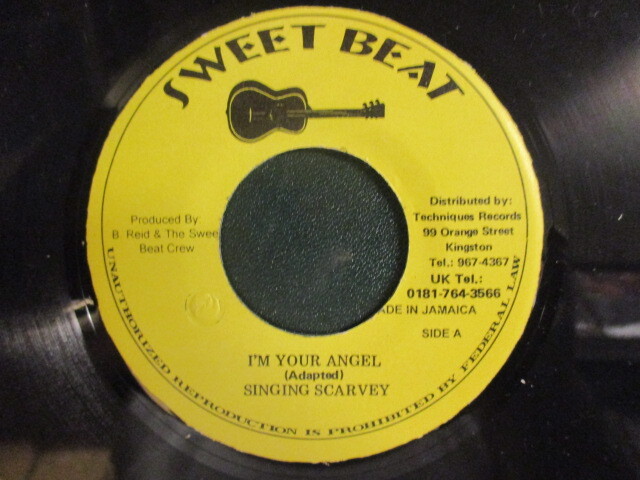 SWEET BEAT
Produced By:
B. Reid & The Swee
Beat Crew
Distributed by:
Techniques Records
99 Orange Street
Kingston
Tel.: 967-4367
UK Tel.:
0181-764-3566
ADE IN JAMAICA
SIDE A
I'M YOUR ANGEL
(Adapted)
SINGING SCARVEY
UNAUTHORIZED REPRODUCTION IS PROHIBITED BY FEDERAL LAW